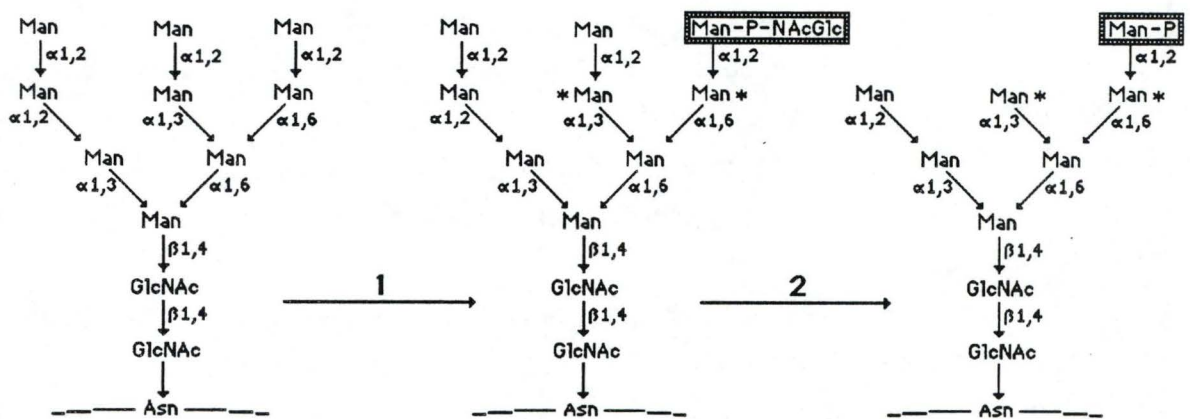 Man Man Man Man Man Man-P-NAcGlc Man-P
α1,2 α1,2 α1,2 α1,2 α1,2 α1,2 α1,2
Man Man Man Man *Man Man* Man Man* Man*
α1,2 α1,3 α1,6 α1,2 α1,3 α1,6 α1,2 α1,3 α1,6
Man Man Man Man Man Man
α1,3 α1,6 α1,3 α1,6 α1,3 α1,6
Man Man Man
β1,4 β1,4 β1,4
GlcNAc 1 GlcNAc 2 GlcNAc
β1,4 β1,4 β1,4
GlcNAc GlcNAc GlcNAc
Asn Asn Asn